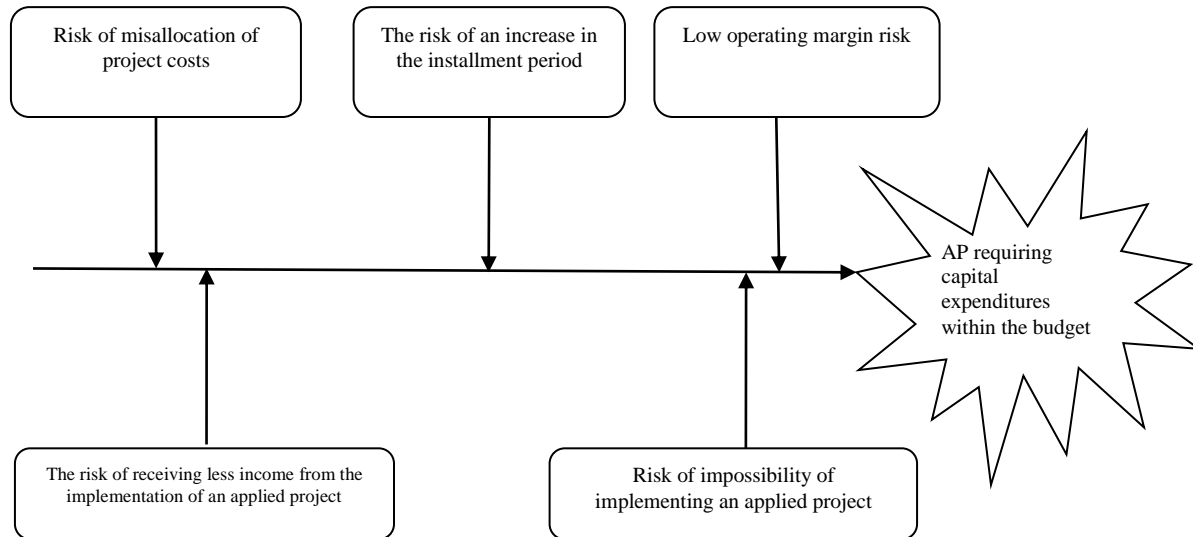 Risk of misallocation of
project costs
The risk of an increase in
the installment period
Low operating margin risk
AP requiring
capital
expenditures
within the budget
The risk of receiving less income from the
implementation of an applied project
Risk of impossibility of
implementing an applied project